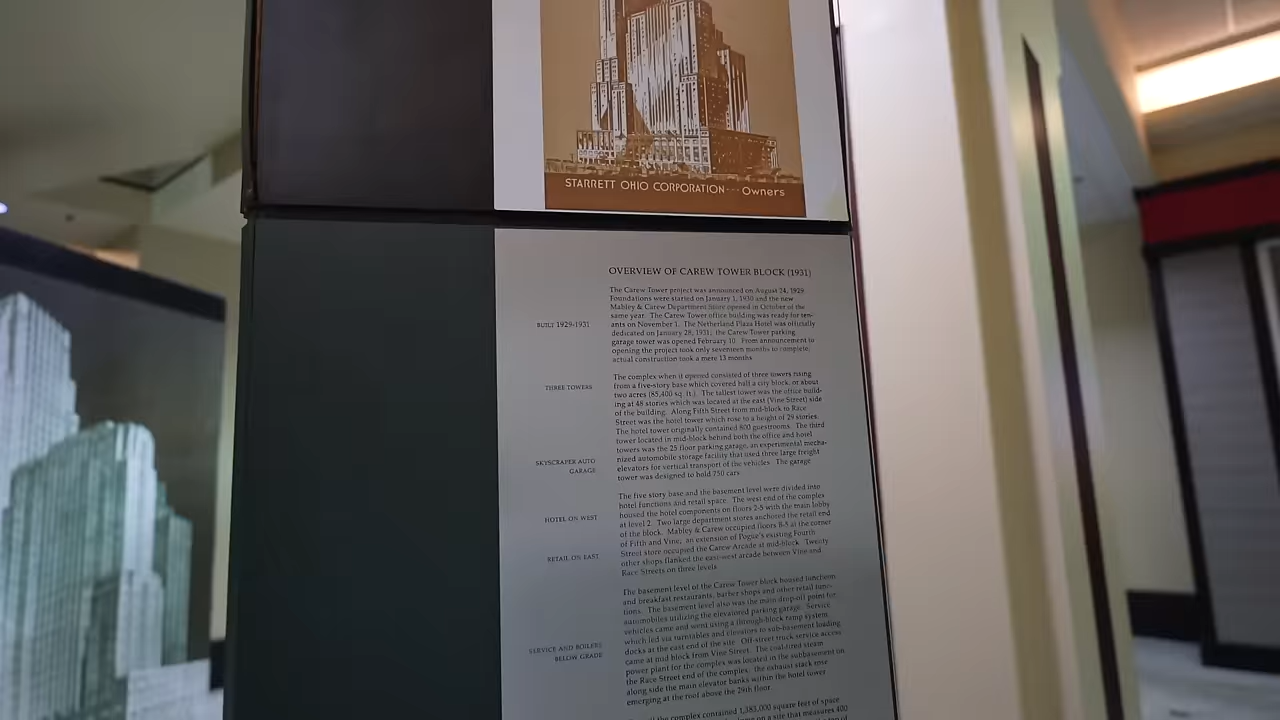 STARRETT OHIO CORPORATION --- Owners
OVERVIEW OF CAREW TOWER BLOCK (1931)
BUILT 1929-1931
The Carew Tower project was announced on August 24, 1929.
Foundations were started on January 1, 1930 and the new
Mabley & Carew Department Store opened in October of the
same year. The Carew Tower office building was ready for ten-
ants on November 1. The Netherland Plaza Hotel was officially
dedicated on January 28, 1931; the Carew Tower parking
garage tower was opened February 10. From announcement to
opening the project took only seventeen months to complete;
actual construction took a mere 13 months.
THREE TOWERS
The complex when it opened consisted of three towers rising
from a five-story base which covered half a city block, or about
two acres (85,400 sq. ft.). The tallest tower was the office build-
ing at 48 stories which was located at the east (Vine Street) side
of the building. Along Fifth Street from mid-block to Race
Street was the hotel tower which rose to a height of 29 stories.
The hotel tower originally contained 800 guestrooms. The third
tower located in mid-block behind both the office and hotel
towers was the 25 floor parking garage, an experimental mecha-
SKYSCRAPER AUTO
GARAGE
nized automobile storage facility that used three large freight
elevators for vertical transport of the vehicles. The garage
tower was designed to hold 750 cars.
The five story base and the basement level were divided into
hotel functions and retail space. The west end of the complex
HOTEL ON WEST
housed the hotel components on floors 2-5 with the main lobby
at level 2. Two large department stores anchored the retail end
of the block. Mabley & Carew occupied floors B-5 at the corner
of Fifth and Vine; an extension of Pogue's existing Fourth
RETAIL ON EAST
Street store occupied the Carew Arcade at mid-block. Twenty
other shops flanked the east-west arcade between Vine and
Race Streets on three levels.
The basement level of the Carew Tower block housed luncheon
and breakfast restaurants, barber shops and other retail func-
tions. The basement level also was the main drop-off point for
automobiles utilizing the elevatored parking garage. Service
vehicles came and went using a through-block ramp system,
which led via turntables and elevators to sub-basement loading
docks at the east end of the site. Off-street truck service access
SERVICE AND BOILERS
BELOW GRADE
came at mid block from Vine Street. The coal-fired steam
power plant for the complex was located in the subbasement on
the Race Street end of the complex, the exhaust stack rose
along side the main elevator banks within the hotel tower
emerging at the roof above the 29th floor.
the complex contained 1,383,000 square feet of space
on a site that measures 400